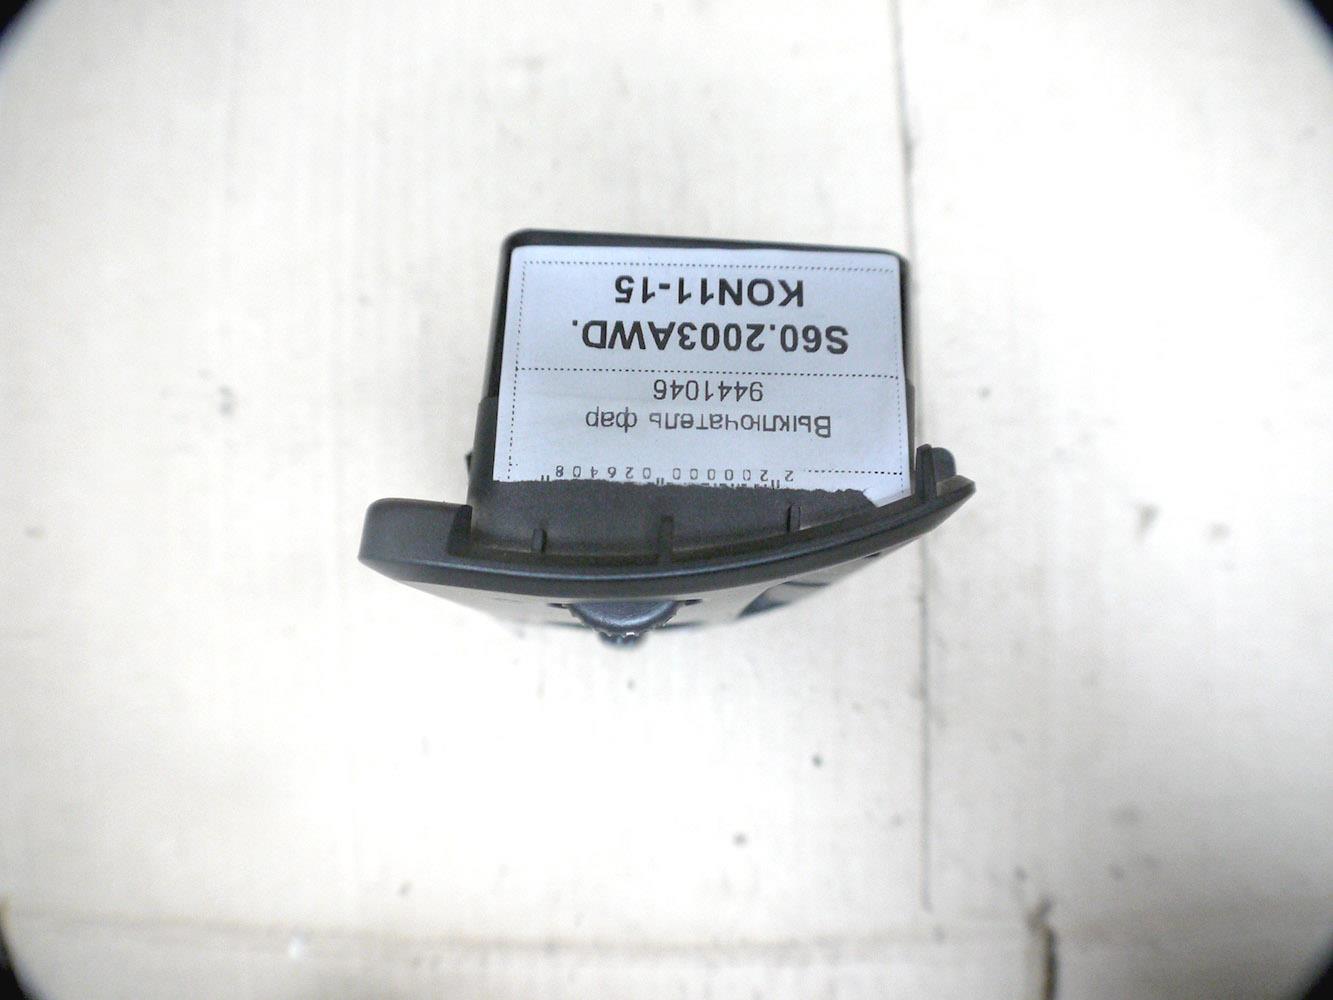 2 200000 026408
Выключатель фар
9441046
S60.2003AWD.
KON11-15